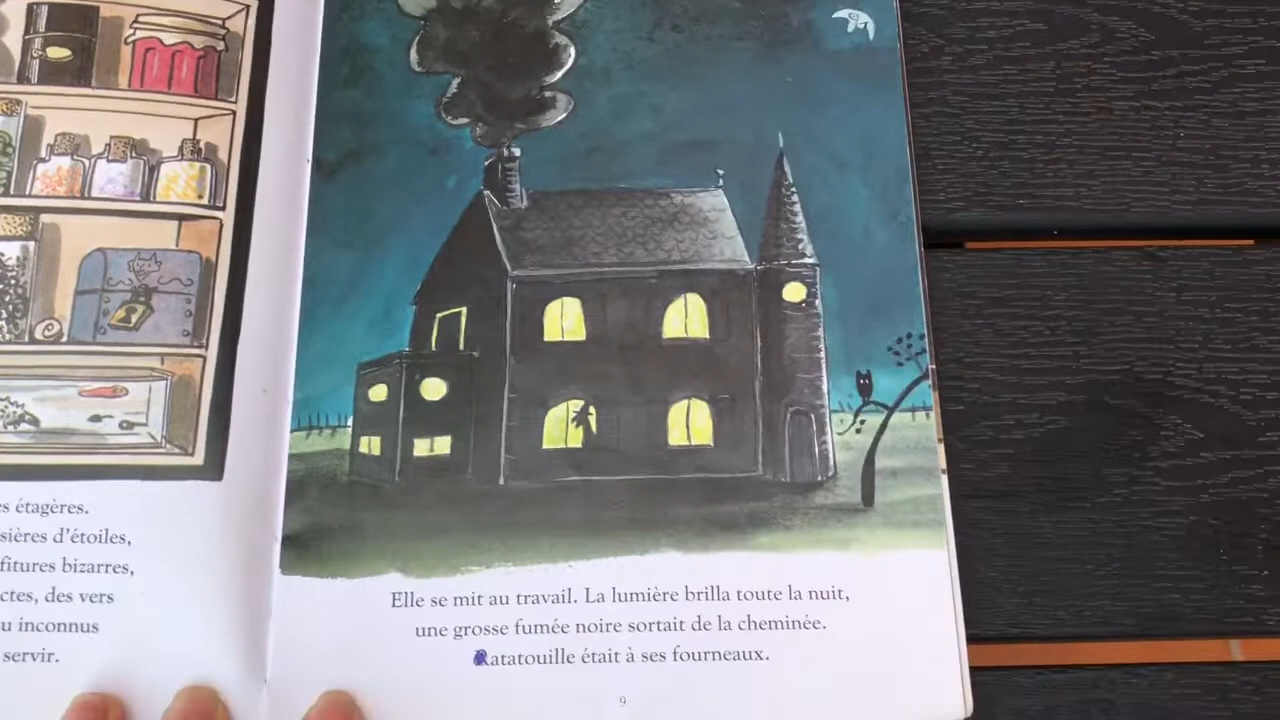 es étagères.
sières d'étoiles,
fitures bizarres,
ctes, des vers
u inconnus
servir.
Elle se mit au travail. La lumière brilla toute la nuit,
une grosse fumée noire sortait de la cheminée.
Ratatouille était à ses fourneaux.
9